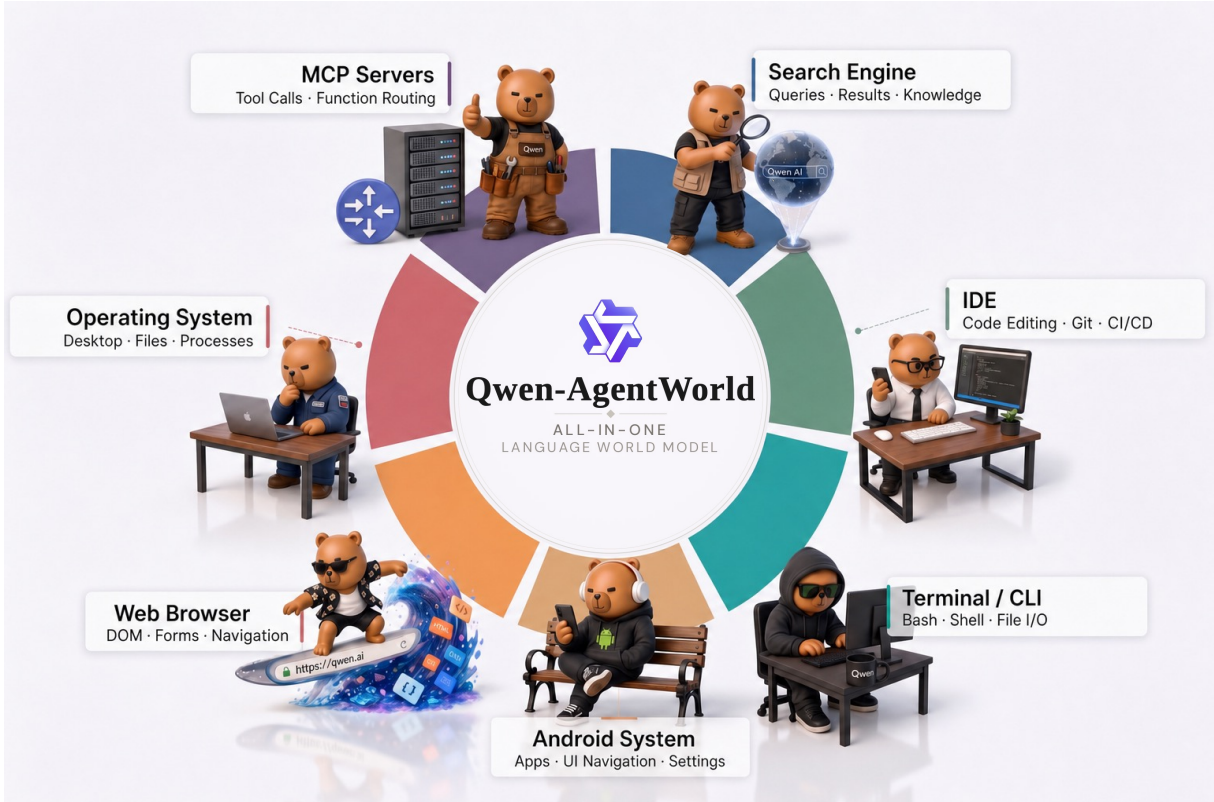 MCP Servers
Tool Calls · Function Routing
Search Engine
Queries · Results · Knowledge
Qwen
Qwen AI
Operating System
Desktop · Files · Processes
IDE
Code Editing · Git · CI/CD
Qwen-AgentWorld
ALL-IN-ONE
LANGUAGE WORLD MODEL
Web Browser
DOM · Forms · Navigation
https://qwen.ai
</>
HTML
{ }
Terminal / CLI
Bash · Shell · File I/O
Qwen
Android System
Apps · UI Navigation · Settings